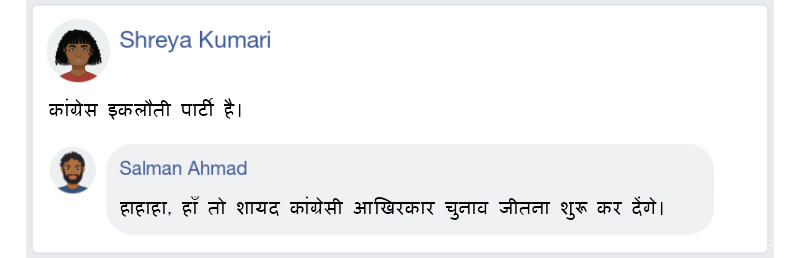 Shreya Kumari
कांग्रेस इकलौती पार्टी है।
Salman Ahmad
हाहाहा, हाँ तो शायद कांग्रेसी आखिरकार चुनाव जीतना शुरू कर देंगे।